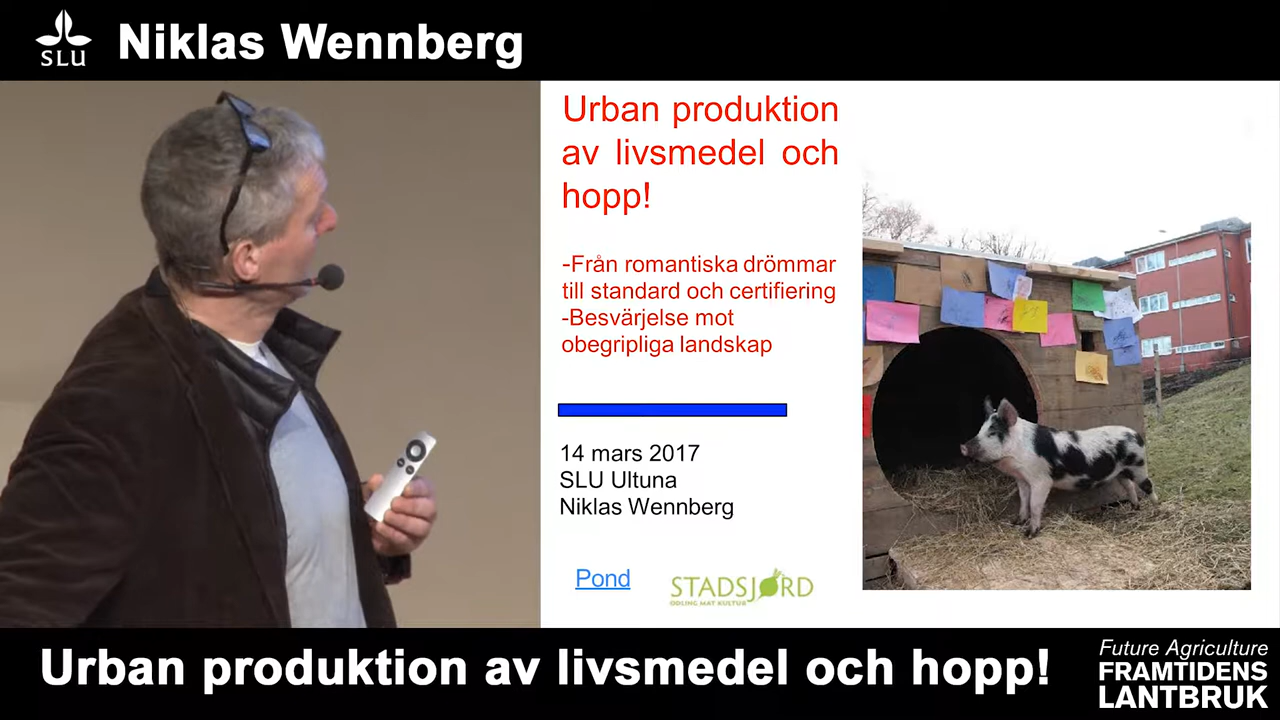 SLU
Niklas Wennberg
Urban produktion
av livsmedel och
hopp!
-Från romantiska drömmar
till standard och certifiering
-Besvärjelse mot
obegripliga landskap
14 mars 2017
SLU Ultuna
Niklas Wennberg
Pond
STADSJORD
ODLING MAT KULTUR
Urban produktion av livsmedel och hopp!
Future Agriculture
FRAMTIDENS
LANTBRUK